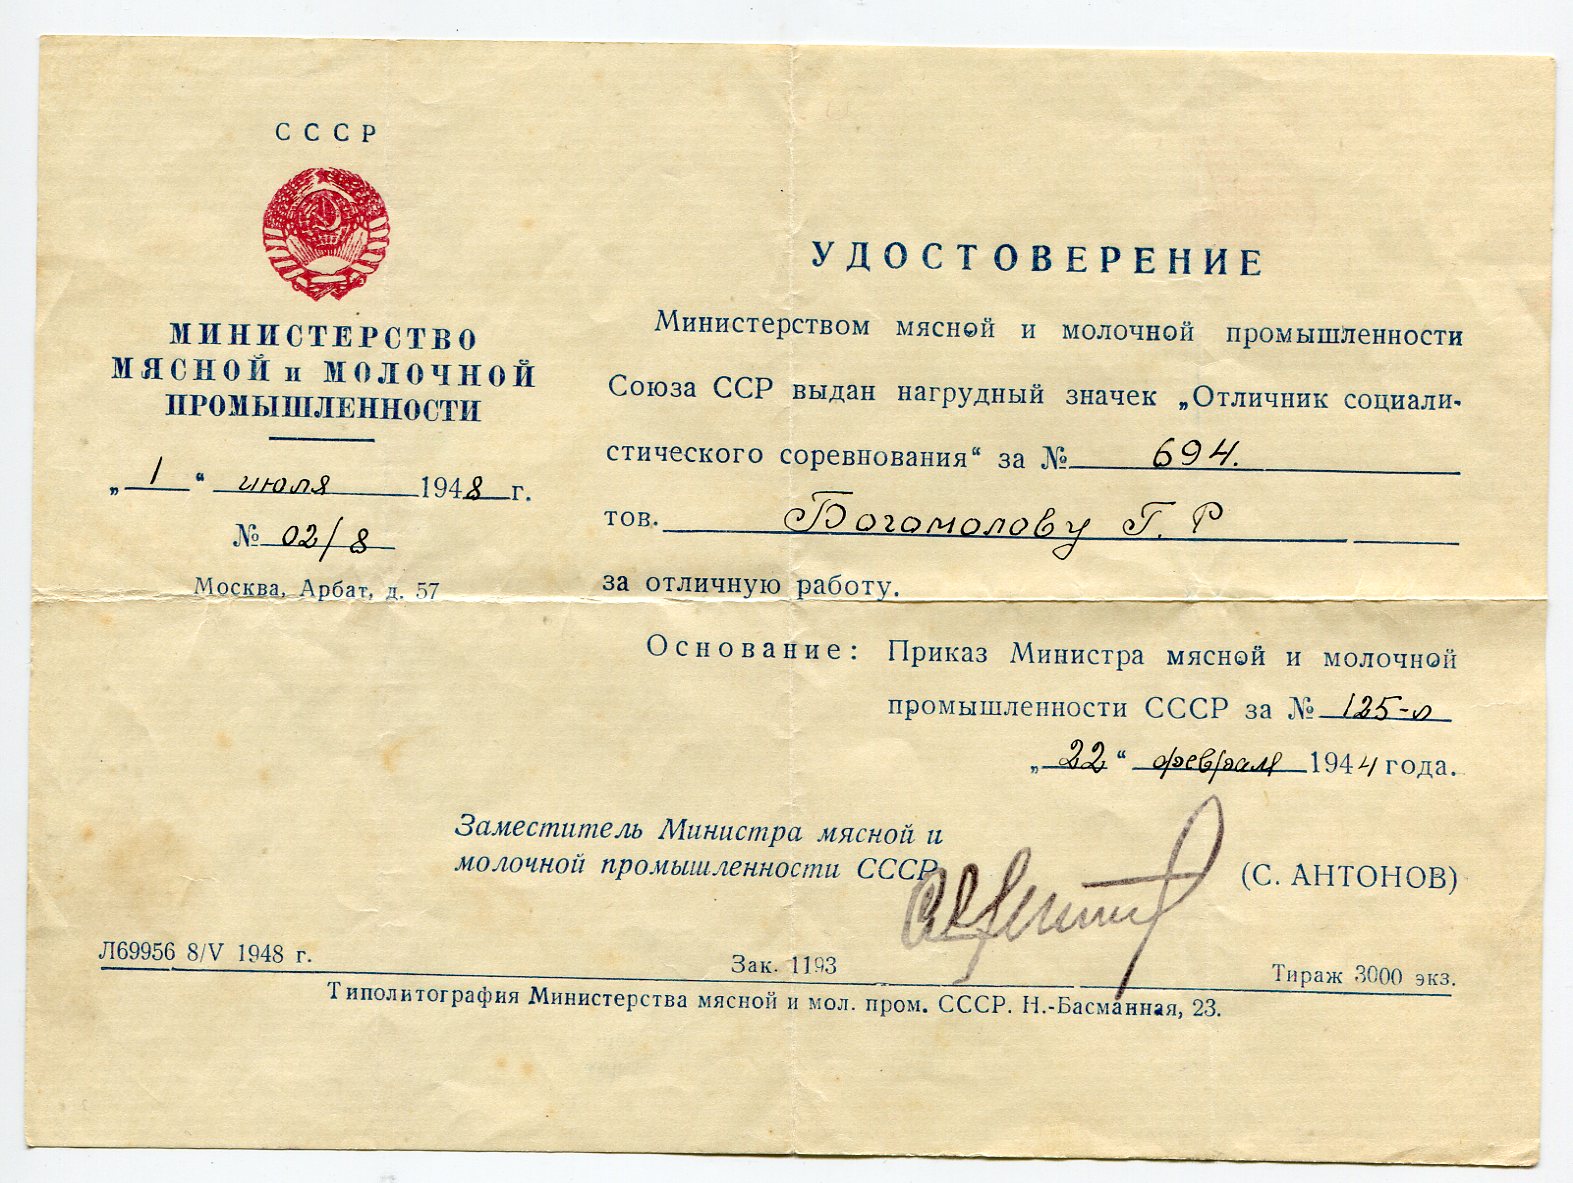 СССР
МИНИСТЕРСТВО
МЯСНОЙ и МОЛОЧНОЙ
ПРОМЫШЛЕННОСТИ
„1“ июля 1948 г.
№ 02/8
Москва, Арбат, д. 57
УДОСТОВЕРЕНИЕ
Министерством мясной и молочной промышленности
Союза ССР выдан нагрудный значек „Отличник социали-
стического соревнования“ за № 694.
тов. Богомолову Г. Р
за отличную работу.
Основание: Приказ Министра мясной и молочной
промышленности СССР за № 125-л
„22“ февраля 1944 года.
Заместитель Министра мясной и
молочной промышленности СССР
(С. АНТОНОВ)
Л69956 8/V 1948 г. Зак. 1193 Тираж 3000 экз.
Типолитография Министерства мясной и мол. пром. СССР. Н.-Басманная, 23.